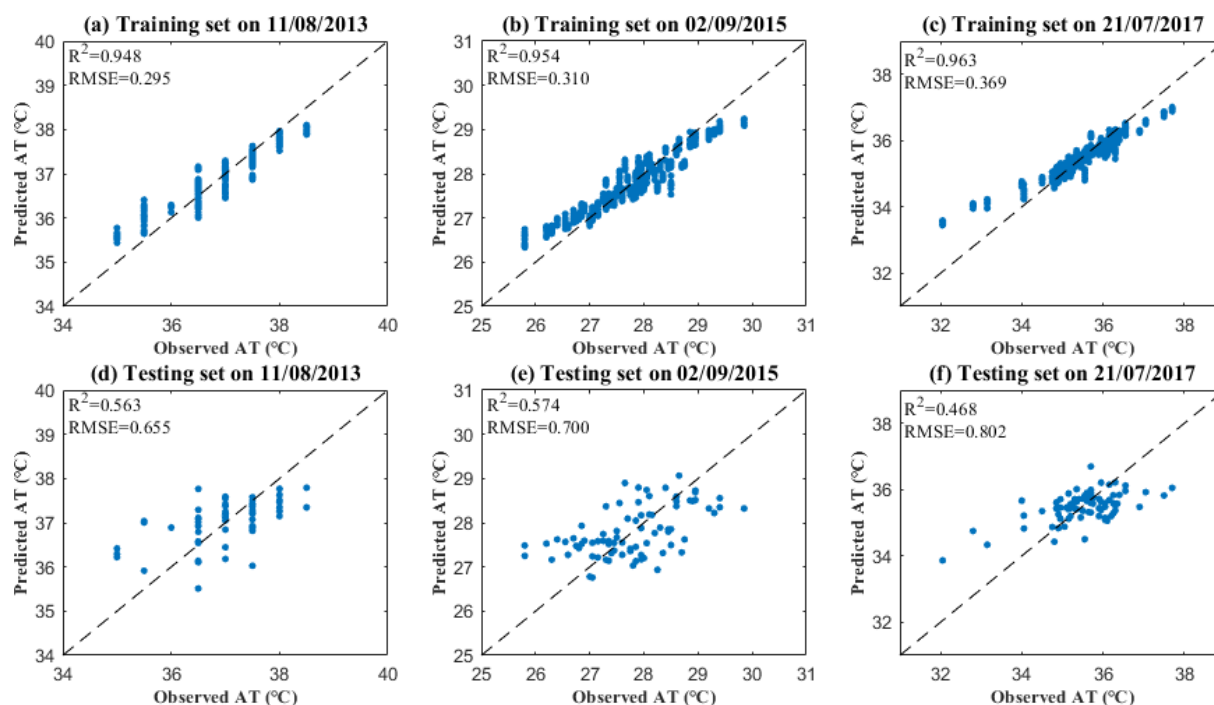 (a) Training set on 11/08/2013
R²=0.948
RMSE=0.295
40
39
38
37
36
35
34
Predicted AT (°C)
34
36
38
40
Observed AT (°C)
(b) Training set on 02/09/2015
R²=0.954
RMSE=0.310
31
30
29
28
27
26
25
Predicted AT (°C)
25
26
27
28
29
30
31
Observed AT (°C)
(c) Training set on 21/07/2017
R²=0.963
RMSE=0.369
38
36
34
32
Predicted AT (°C)
32
34
36
38
Observed AT (°C)
(d) Testing set on 11/08/2013
R²=0.563
RMSE=0.655
40
39
38
37
36
35
34
Predicted AT (°C)
34
36
38
40
Observed AT (°C)
(e) Testing set on 02/09/2015
R²=0.574
RMSE=0.700
31
30
29
28
27
26
25
Predicted AT (°C)
25
26
27
28
29
30
31
Observed AT (°C)
(f) Testing set on 21/07/2017
R²=0.468
RMSE=0.802
38
36
34
32
Predicted AT (°C)
32
34
36
38
Observed AT (°C)